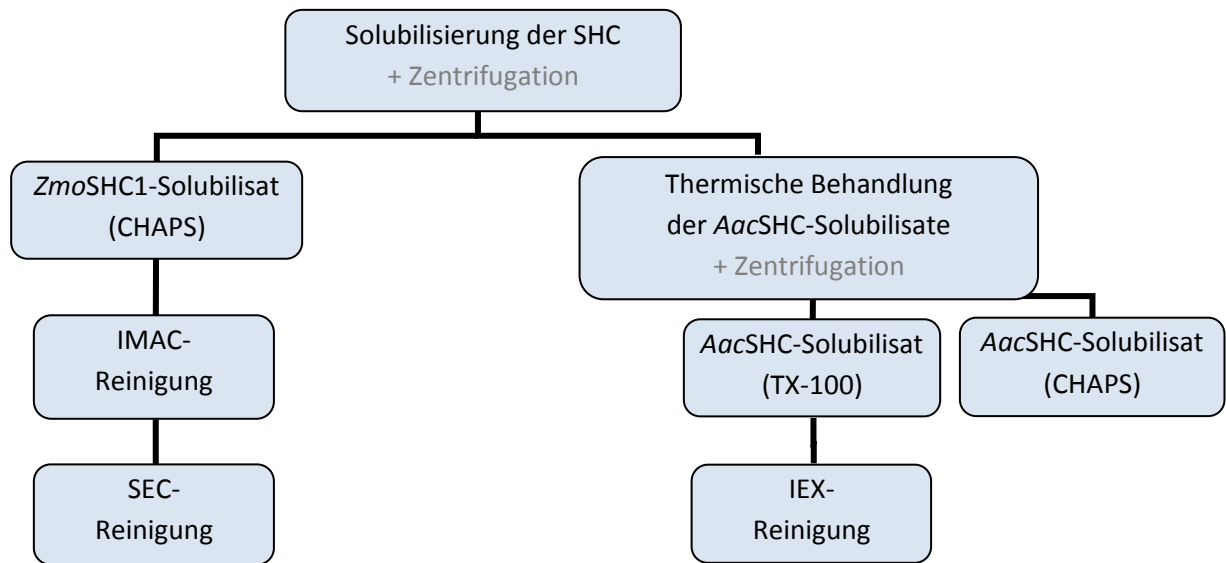 Solubilisierung der SHC
+ Zentrifugation
ZmoSHC1-Solubilisat
(CHAPS)
Thermische Behandlung
der AacSHC-Solubilisate
+ Zentrifugation
IMAC-
Reinigung
AacSHC-Solubilisat
(TX-100)
AacSHC-Solubilisat
(CHAPS)
SEC-
Reinigung
IEX-
Reinigung